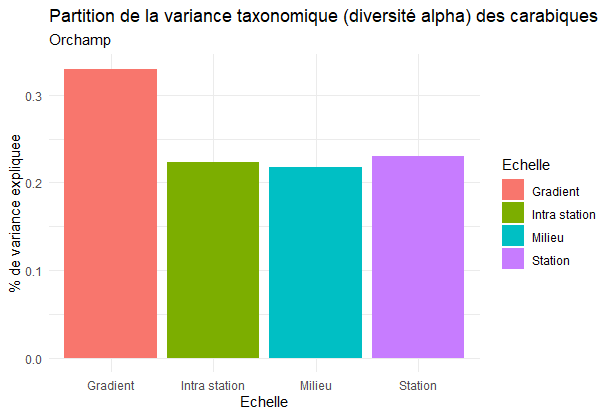 Partition de la variance taxonomique (diversité alpha) des carabiques
Orchamp
% de variance expliquee
0.3
0.2
0.1
0.0
Gradient
Intra station
Milieu
Station
Echelle
Echelle
Gradient
Intra station
Milieu
Station